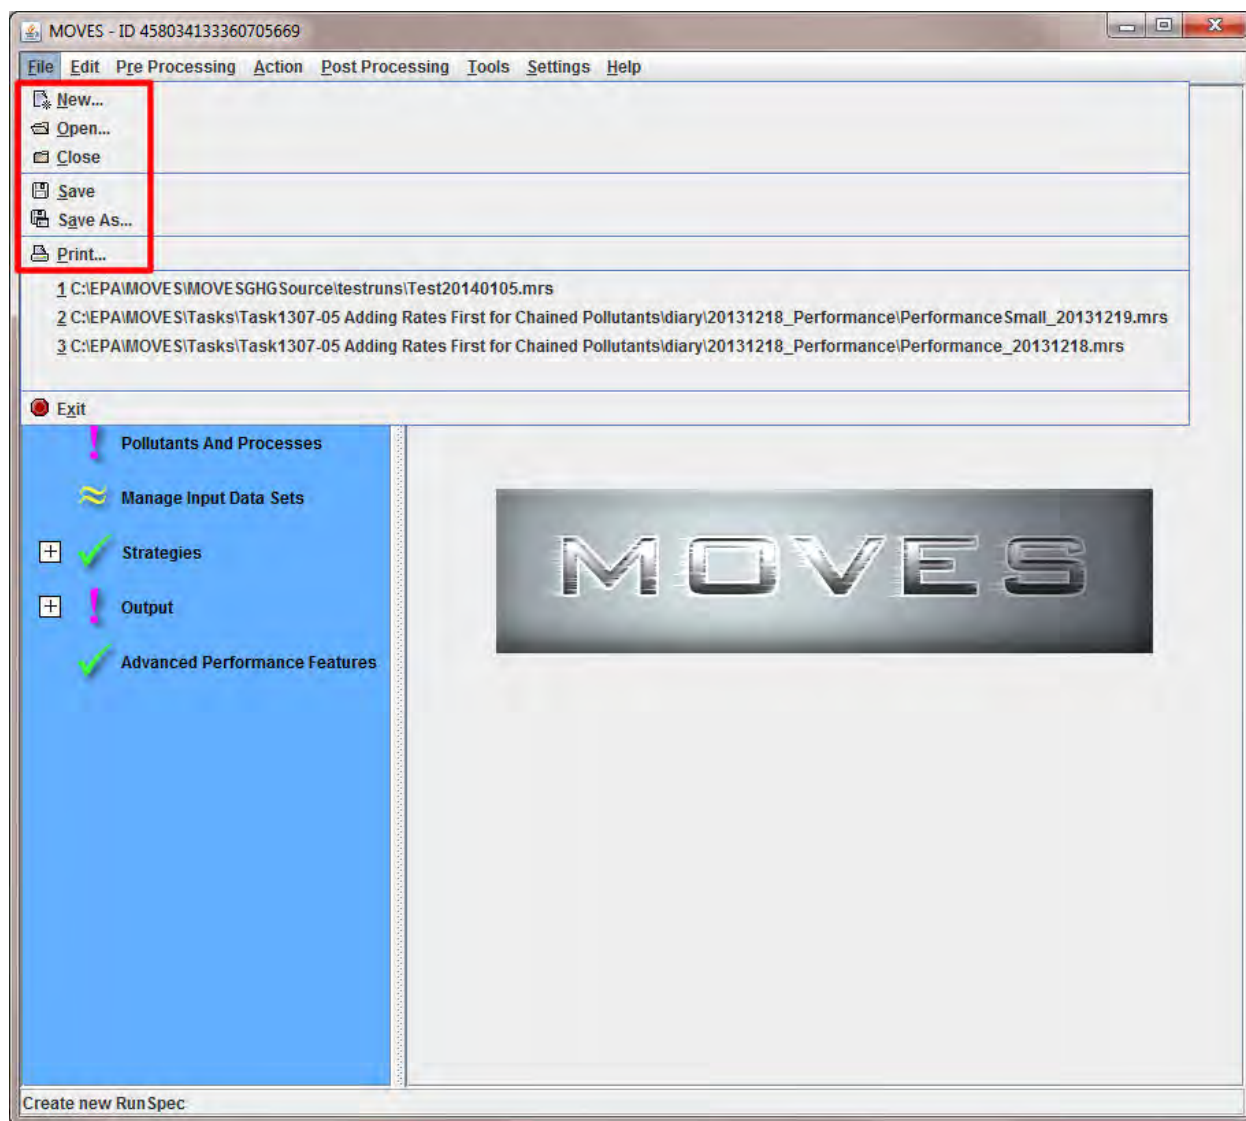 MOVES - ID 458034133360705669
File Edit Pre Processing Action Post Processing Tools Settings Help
New...
Open...
Close
Save
Save As...
Print...
1 C:\EPA\MOVES\MOVESGHGSource\testruns\Test20140105.mrs
2 C:\EPA\MOVES\Tasks\Task1307-05 Adding Rates First for Chained Pollutants\diary\20131218_Performance\PerformanceSmall_20131219.mrs
3 C:\EPA\MOVES\Tasks\Task1307-05 Adding Rates First for Chained Pollutants\diary\20131218_Performance\Performance_20131218.mrs
Exit
Pollutants And Processes
Manage Input Data Sets
Strategies
Output
Advanced Performance Features
MOVES
Create new RunSpec